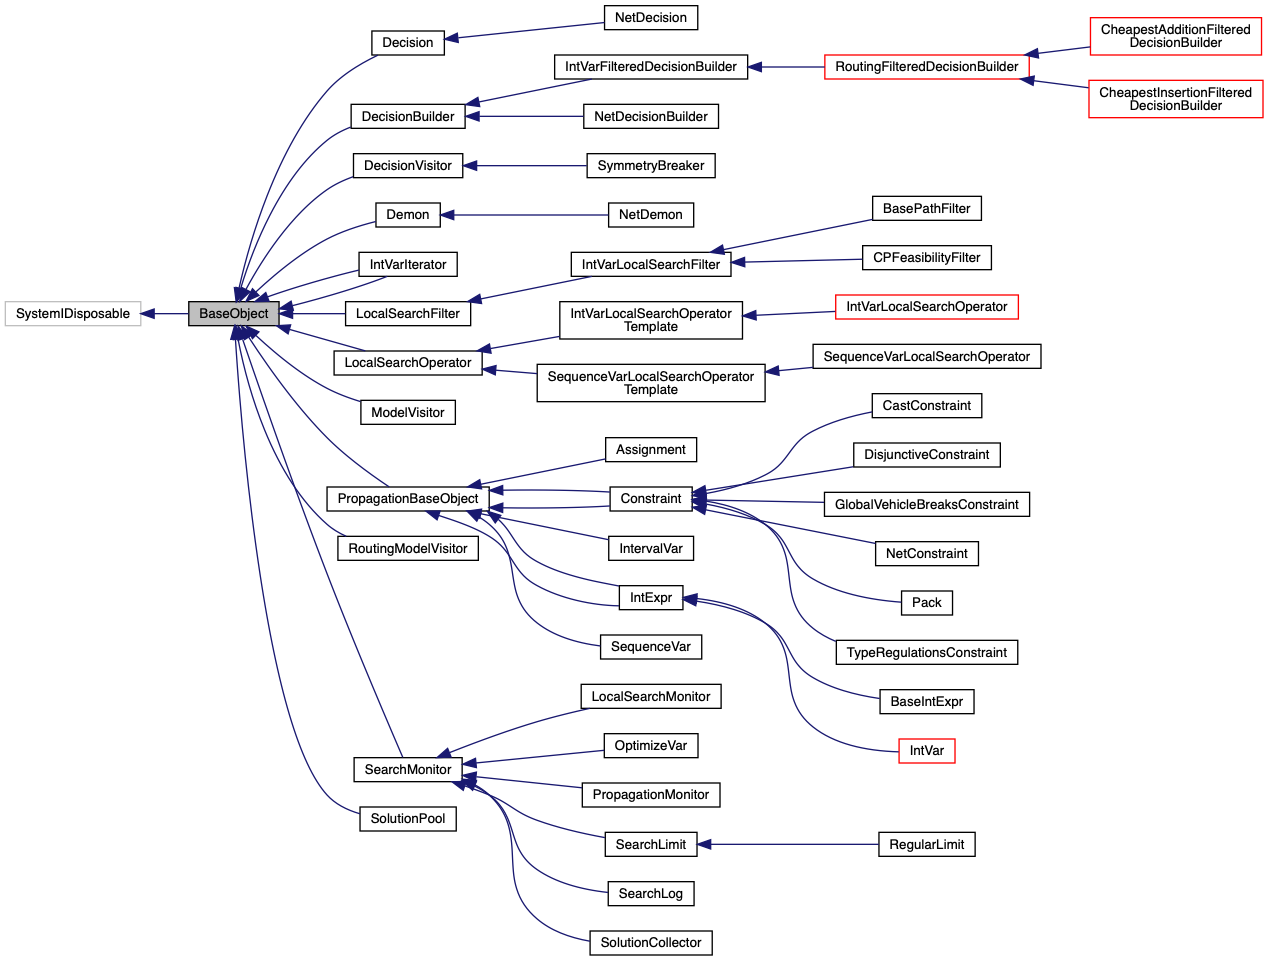 NetDecision
Decision
CheapestAdditionFiltered
DecisionBuilder
IntVarFilteredDecisionBuilder
RoutingFilteredDecisionBuilder
CheapestInsertionFiltered
DecisionBuilder
DecisionBuilder
NetDecisionBuilder
DecisionVisitor
SymmetryBreaker
BasePathFilter
Demon
NetDemon
IntVarIterator
IntVarLocalSearchFilter
CPFeasibilityFilter
SystemIDisposable
BaseObject
LocalSearchFilter
IntVarLocalSearchOperator
Template
IntVarLocalSearchOperator
LocalSearchOperator
SequenceVarLocalSearchOperator
Template
SequenceVarLocalSearchOperator
ModelVisitor
CastConstraint
Assignment
DisjunctiveConstraint
PropagationBaseObject
Constraint
GlobalVehicleBreaksConstraint
RoutingModelVisitor
IntervalVar
NetConstraint
IntExpr
Pack
SequenceVar
TypeRegulationsConstraint
LocalSearchMonitor
BaseIntExpr
OptimizeVar
IntVar
SearchMonitor
PropagationMonitor
SolutionPool
SearchLimit
RegularLimit
SearchLog
SolutionCollector